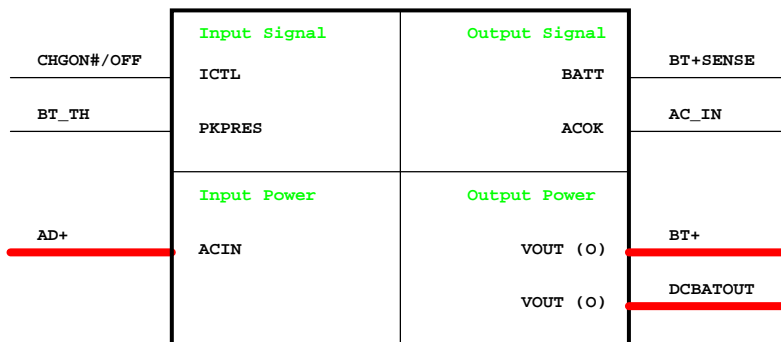 Input Signal Output Signal
CHGON#/OFF ICTL BATT BT+SENSE
BT_TH PKPRES ACOK AC_IN
Input Power Output Power
AD+ ACIN VOUT (O) BT+
VOUT (O) DCBATOUT